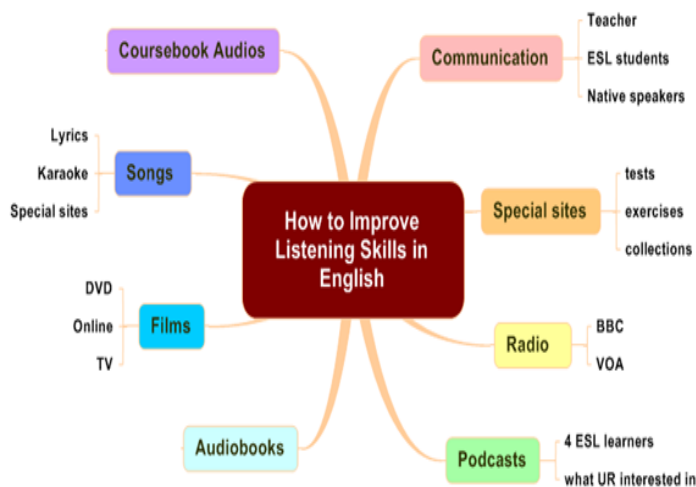 Coursebook Audios
Communication
Teacher
ESL students
Native speakers
Songs
Lyrics
Karaoke
Special sites
How to Improve
Listening Skills in
English
Special sites
tests
exercises
collections
Films
DVD
Online
TV
Radio
BBC
VOA
Audiobooks
Podcasts
4 ESL learners
what UR interested in